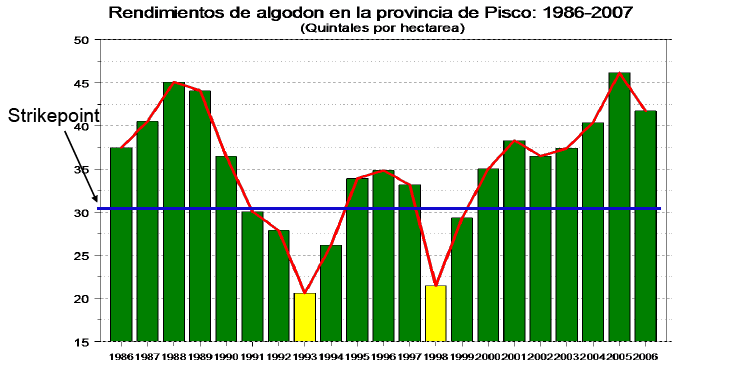 Rendimientos de algodon en la provincia de Pisco: 1986-2007
(Quintales por hectarea)
50
45
Strikepoint
40
35
30
25
20
15
1986 1987 1988 1989 1990 1991 1992 1993 1994 1995 1996 1997 1998 1999 2000 2001 2002 2003 2004 2005 2006